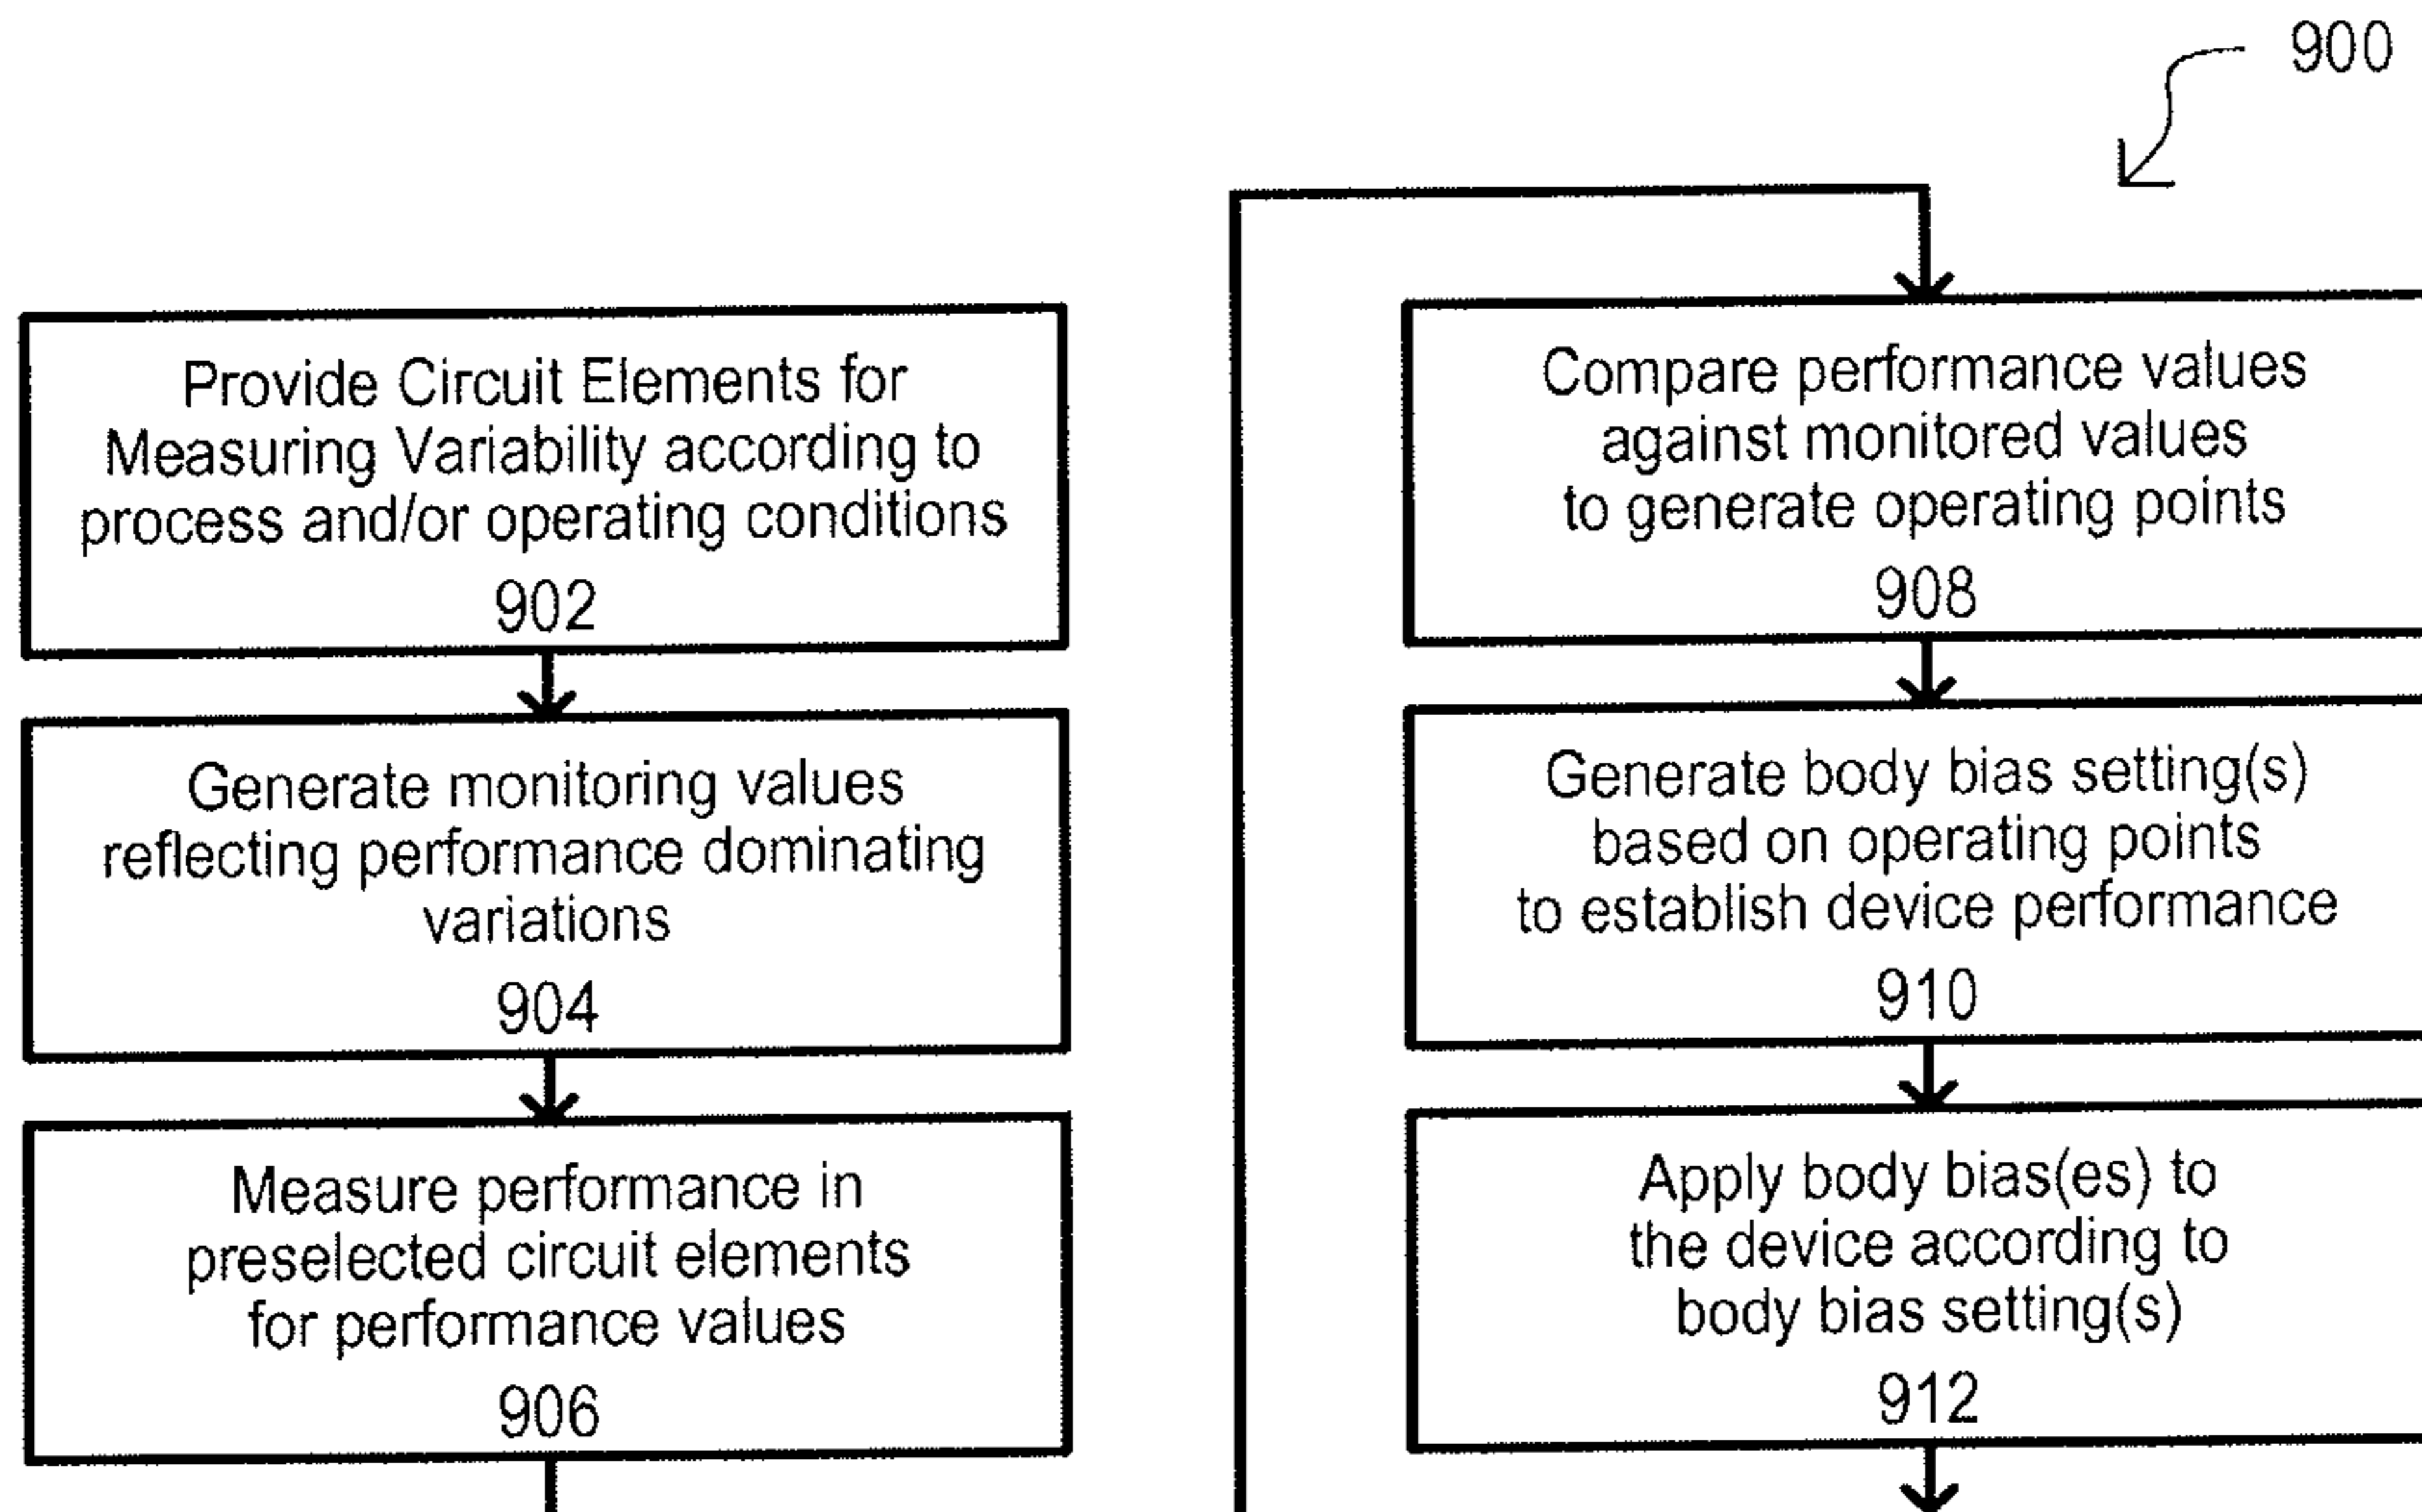 900
Provide Circuit Elements for
Measuring Variability according to
process and/or operating conditions
902
Generate monitoring values
reflecting performance dominating
variations
904
Measure performance in
preselected circuit elements
for performance values
906
Compare performance values
against monitored values
to generate operating points
908
Generate body bias setting(s)
based on operating points
to establish device performance
910
Apply body bias(es) to
the device according to
body bias setting(s)
912